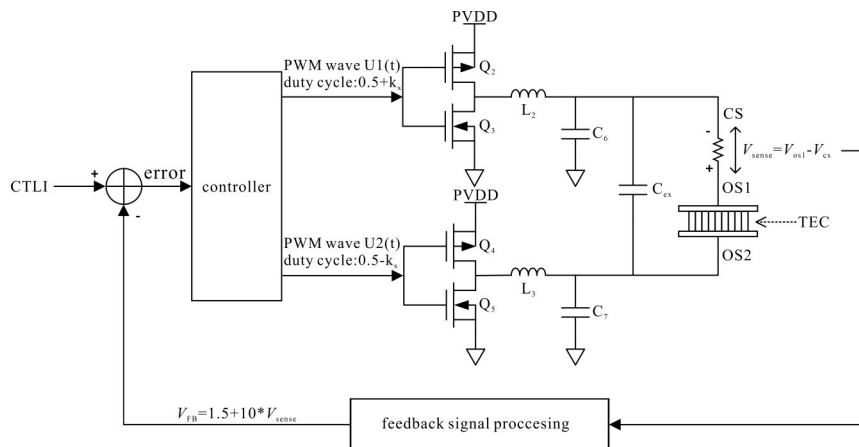 PVDD
PWM wave U1(t)
duty cycle:0.5+kx
Q2
Q3
L2
C6
Cex
CS
-
Vsense=Vos1-Vcs
+
OS1
TEC
OS2
CTLI
+
error
-
controller
PVDD
PWM wave U2(t)
duty cycle:0.5-kx
Q4
Q5
L3
C7
VFB=1.5+10*Vsense
feedback signal proccesing